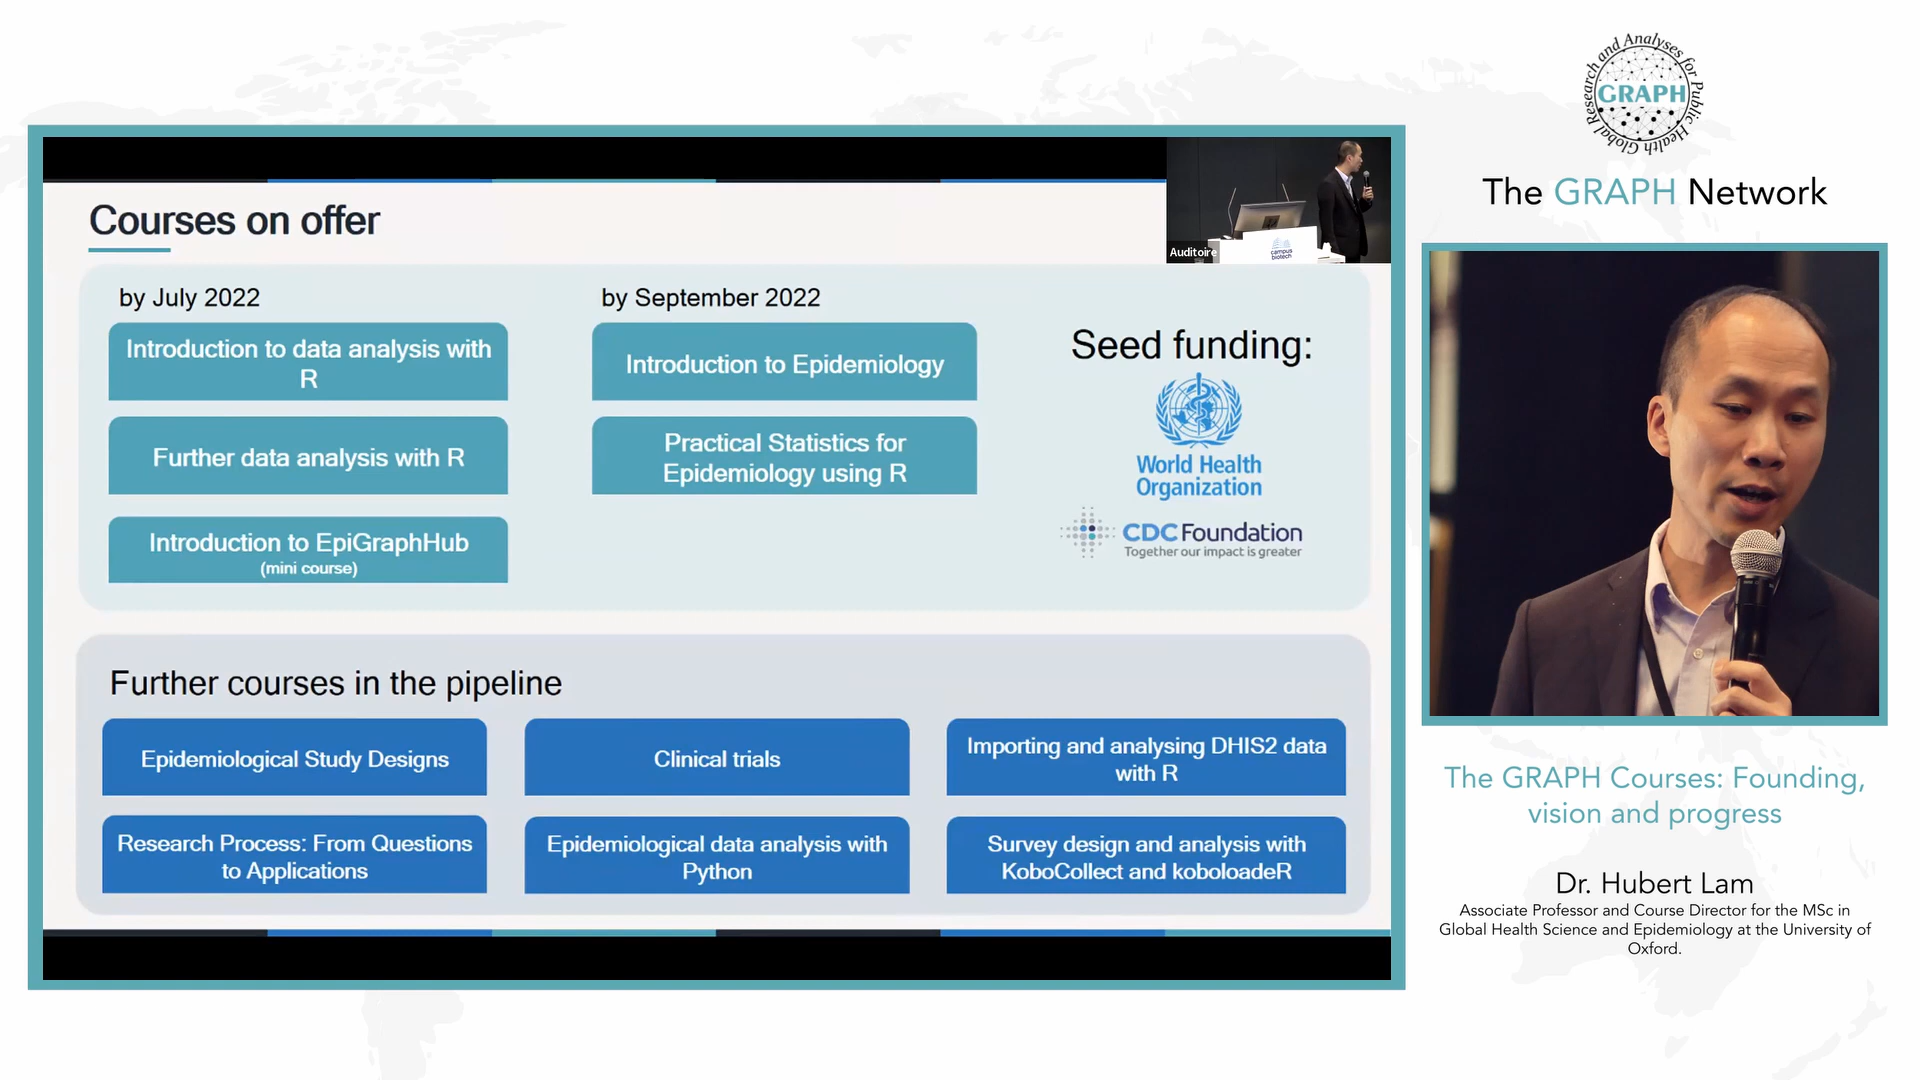 Courses on offer
by July 2022
Introduction to data analysis with
R
Further data analysis with R
Introduction to EpiGraphHub
(mini course)
by September 2022
Introduction to Epidemiology
Practical Statistics for
Epidemiology using R
Seed funding:
World Health
Organization
CDC Foundation
Together our impact is greater
Auditoire
campus
biotech
Further courses in the pipeline
Epidemiological Study Designs
Clinical trials
Importing and analysing DHIS2 data
with R
Research Process: From Questions
to Applications
Epidemiological data analysis with
Python
Survey design and analysis with
KoboCollect and koboloadeR
Global Research and Analyses for Public Health
GRAPH
The GRAPH Network
The GRAPH Courses: Founding,
vision and progress
Dr. Hubert Lam
Associate Professor and Course Director for the MSc in
Global Health Science and Epidemiology at the University of
Oxford.